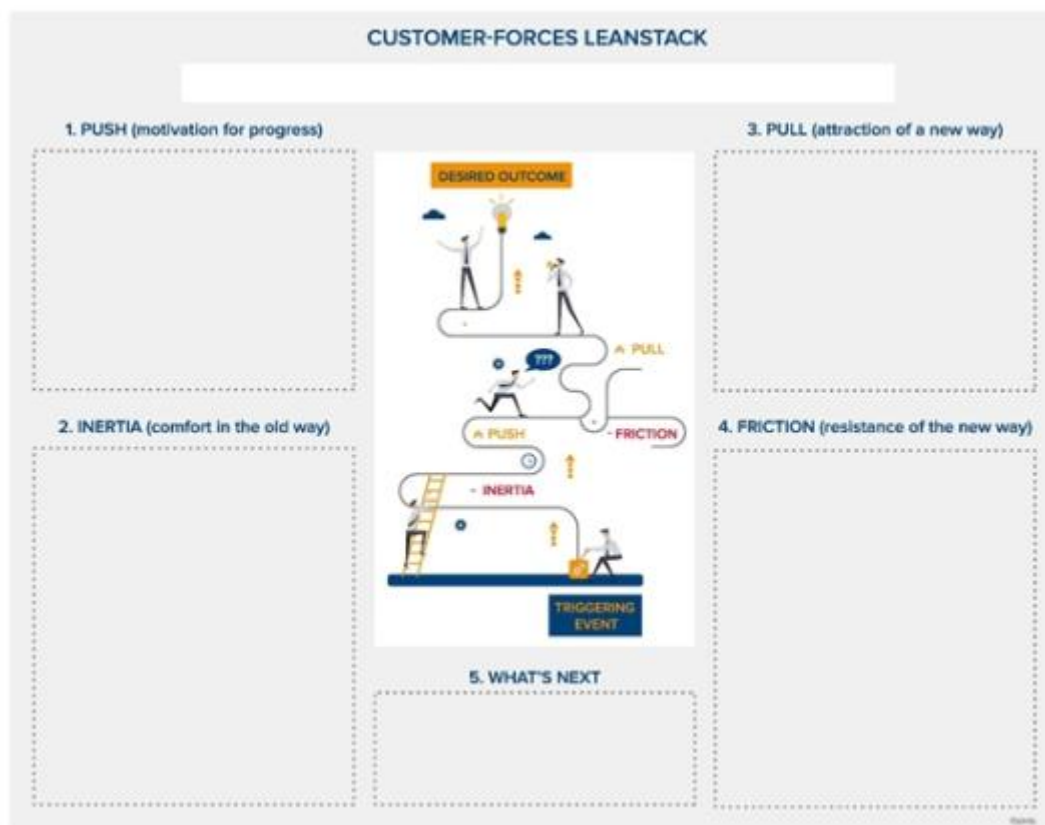 CUSTOMER-FORCES LEANSTACK
1. PUSH (motivation for progress)
3. PULL (attraction of a new way)
DESIRED OUTCOME
PULL
???
2. INERTIA (comfort in the old way)
4. FRICTION (resistance of the new way)
PUSH
- FRICTION
- INERTIA
TRIGGERING
EVENT
5. WHAT'S NEXT